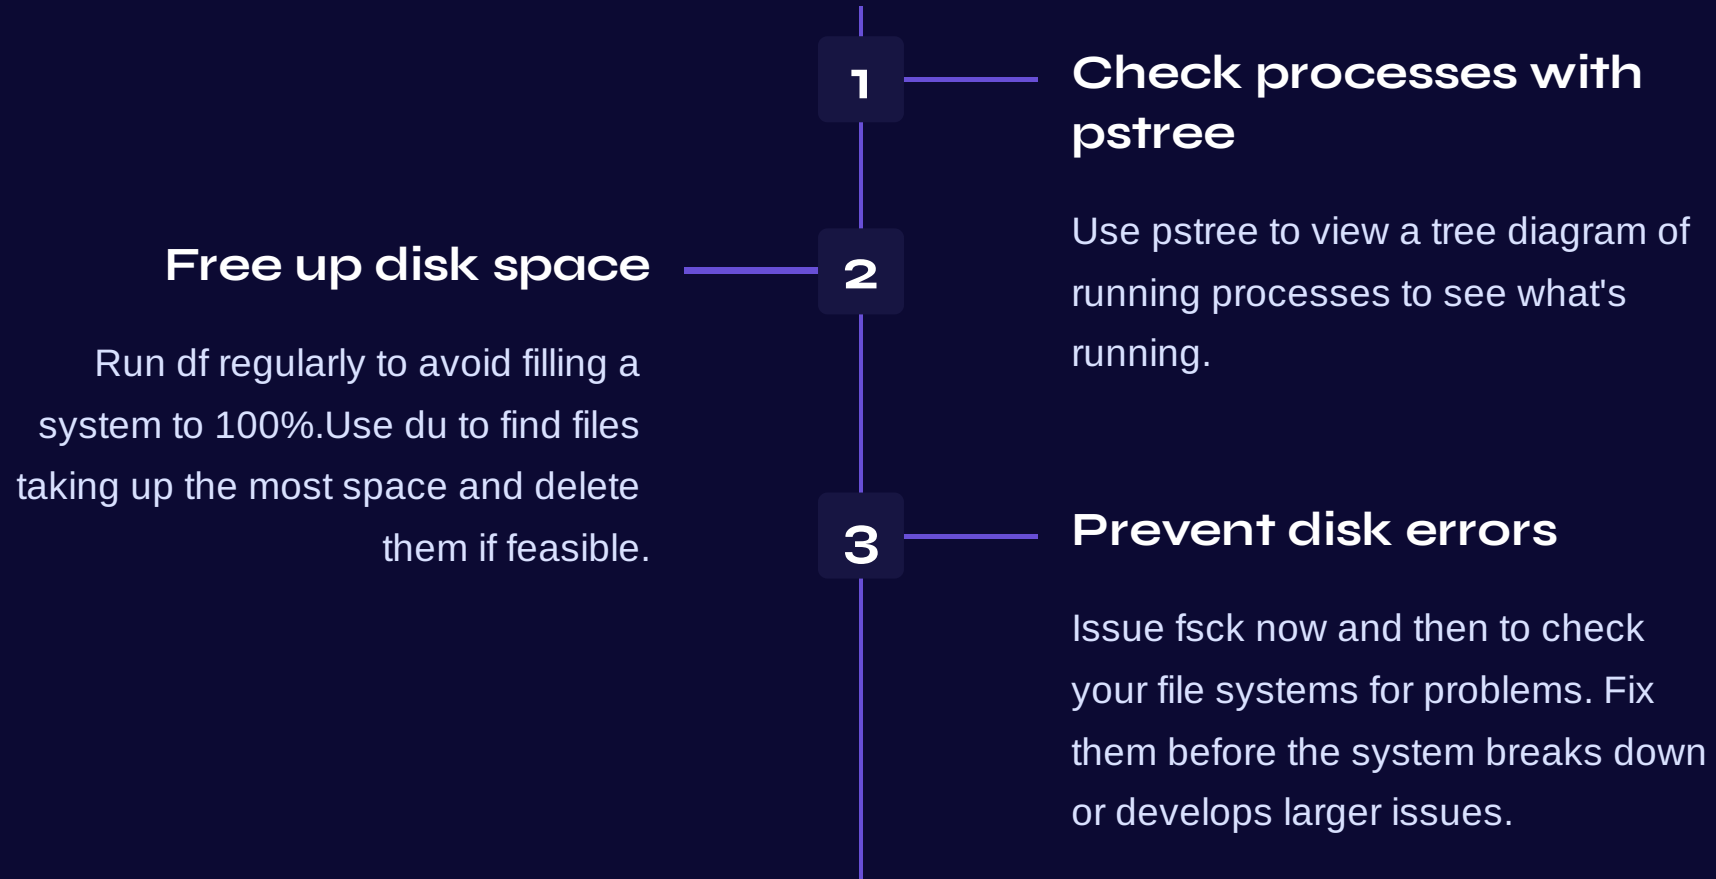 1
Check processes with
pstree
Use pstree to view a tree diagram of
running processes to see what's
running.
2
Free up disk space
Run df regularly to avoid filling a
system to 100%.Use du to find files
taking up the most space and delete
them if feasible.
3
Prevent disk errors
Issue fsck now and then to check
your file systems for problems. Fix
them before the system breaks down
or develops larger issues.